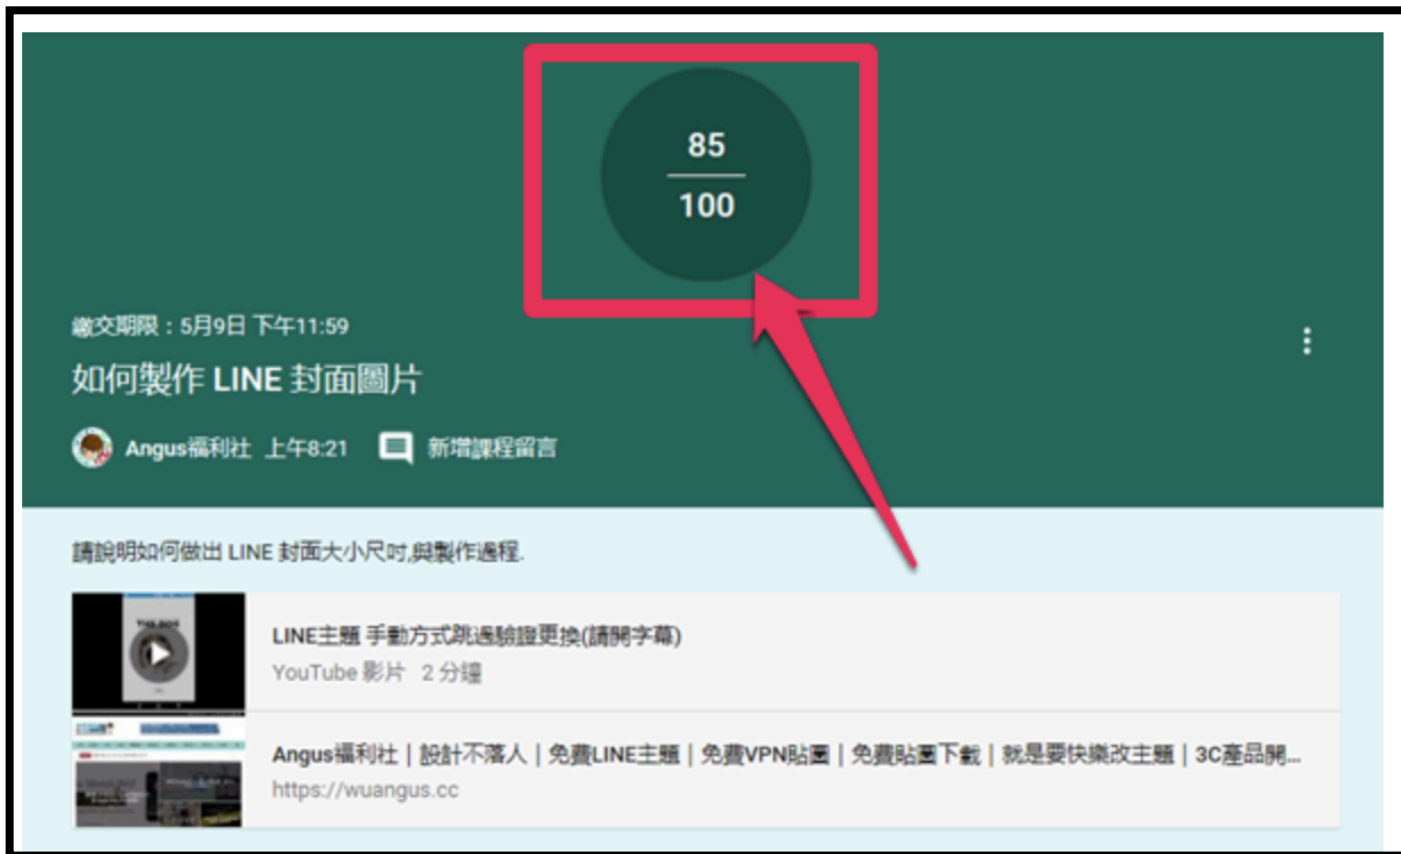 85
100
繳交期限：5月9日 下午11:59
如何製作 LINE 封面圖片
Angus福利社 上午8:21 新增課程留言
請說明如何做出 LINE 封面大小尺吋,與製作過程.
LINE主題 手動方式跳過驗證更換(請開字幕)
YouTube 影片 2 分鐘
Angus福利社 | 設計不落人 | 免費LINE主題 | 免費VPN貼圖 | 免費貼圖下載 | 就是要快樂改主題 | 3C產品開...
https://wuangus.cc